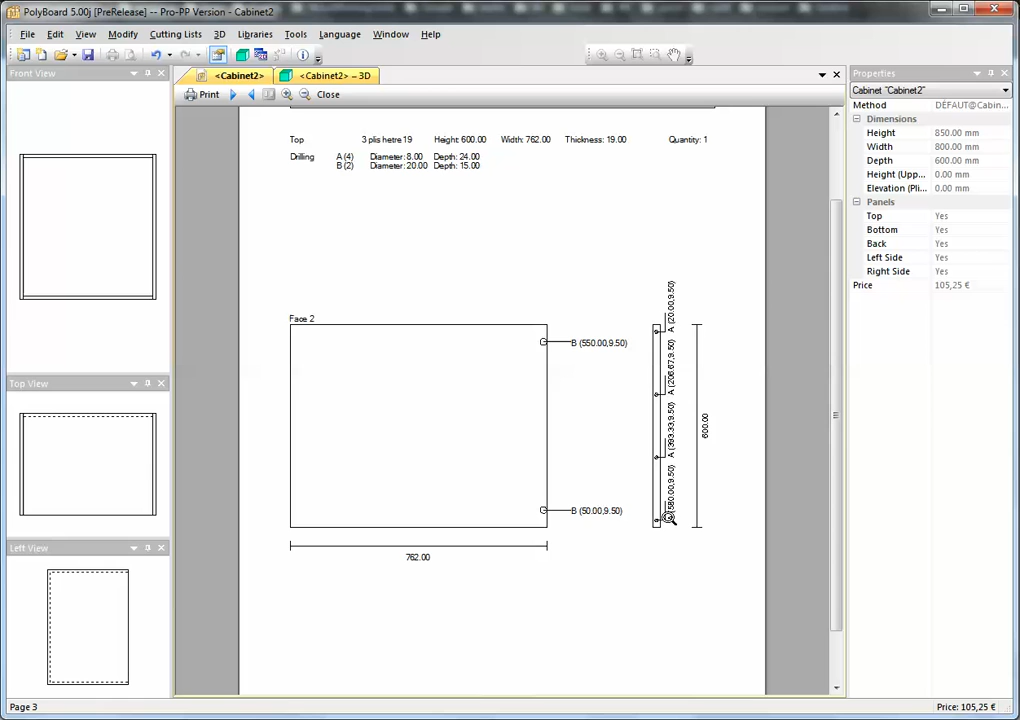 PolyBoard 5.00j [PreRelease] -- Pro-PP Version - Cabinet2
File Edit View Modify Cutting Lists 3D Libraries Tools Language Window Help
Front View
<Cabinet2> <Cabinet2> – 3D
Print Close
Top 3 plis hetre 19 Height: 600.00 Width: 762.00 Thickness: 19.00 Quantity: 1
Drilling A (4) Diameter: 8.00 Depth: 24.00
B (2) Diameter: 20.00 Depth: 15.00
Face 2
B (550.00,9.50)
B (50.00,9.50)
762.00
A (20.00,9.50)
A (206.67,9.50)
A (393.33,9.50)
(580.00,9.50)
600.00
Top View
Left View
Properties
Cabinet "Cabinet2"
Method DÉFAUT@Cabin...
Dimensions
Height 850.00 mm
Width 800.00 mm
Depth 600.00 mm
Height (Upp... 0.00 mm
Elevation (Pli... 0.00 mm
Panels
Top Yes
Bottom Yes
Back Yes
Left Side Yes
Right Side Yes
Price 105,25 €
Page 3
Price: 105,25 €